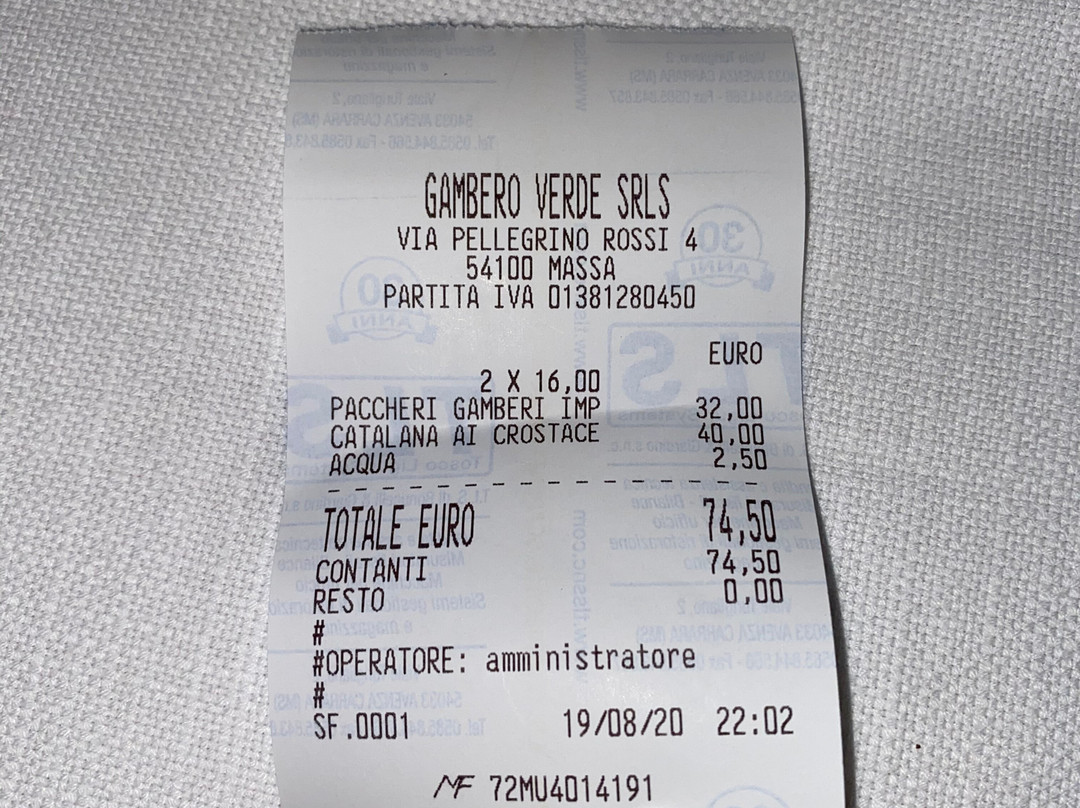 GAMBERO VERDE SRLS
VIA PELLEGRINO ROSSI 4
54100 MASSA
PARTITA IVA 01381280450
EURO
2 X 16,00
PACCHERI GAMBERI IMP 32,00
CATALANA AI CROSTACE 40,00
ACQUA 2,50
TOTALE EURO 74,50
CONTANTI 74,50
RESTO 0,00
#
#OPERATORE: amministratore
#
SF.0001 19/08/20 22:02
MF 72MU4014191